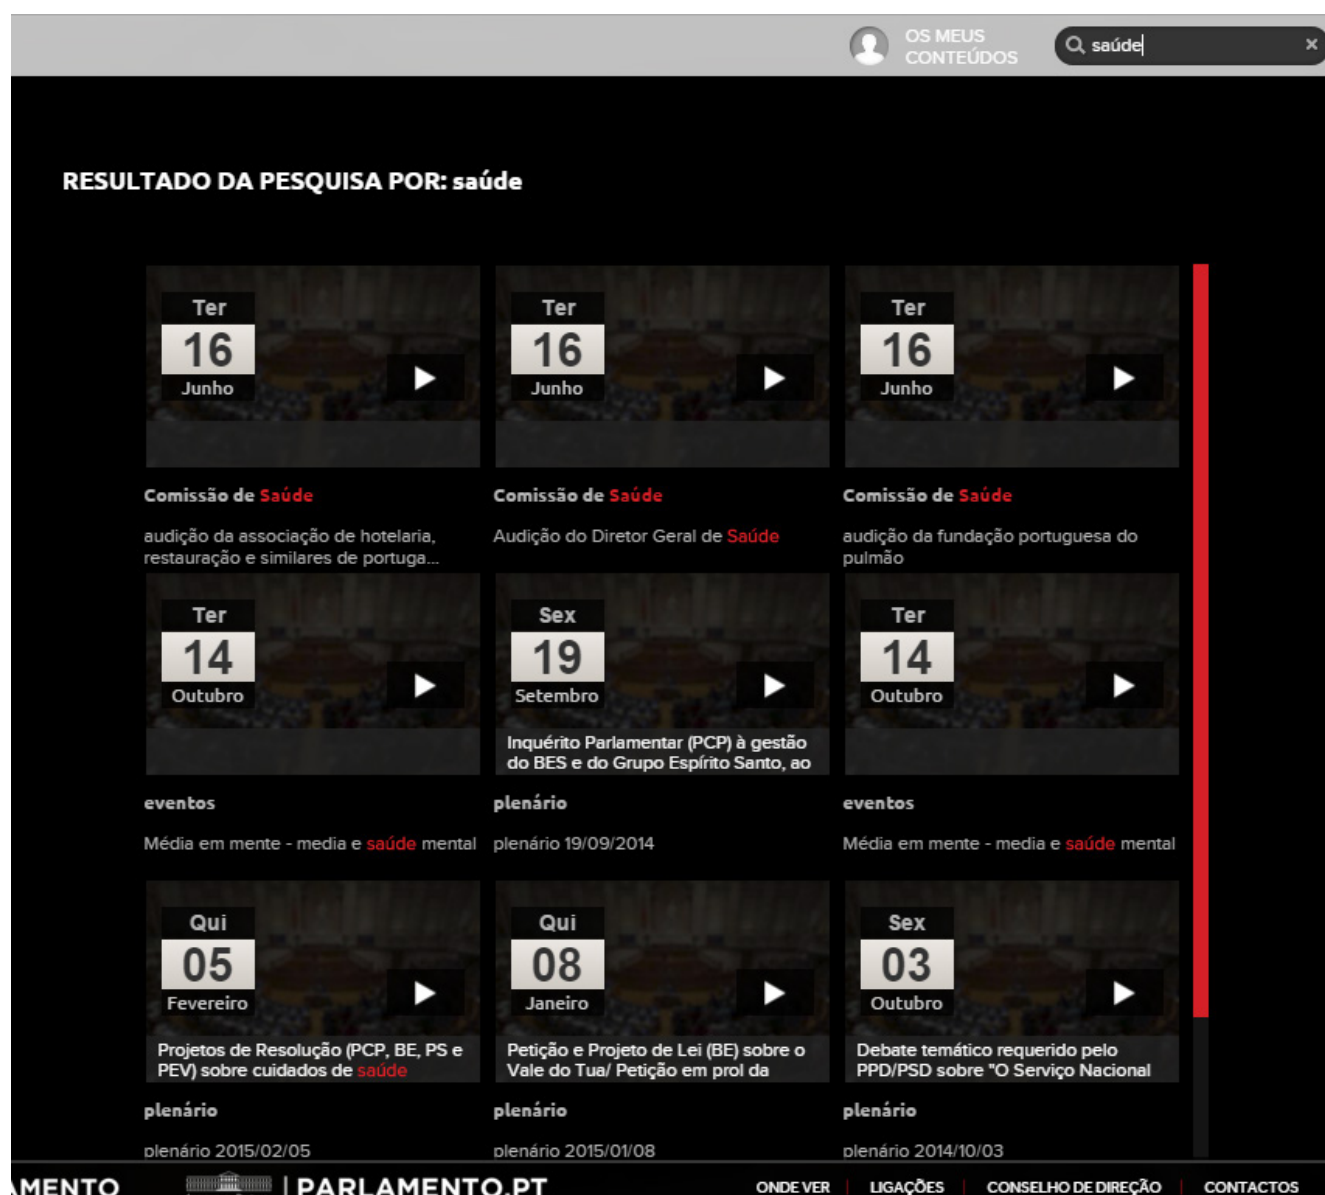 OS MEUS
CONTEÚDOS
saúde
RESULTADO DA PESQUISA POR: saúde
Ter
16
Junho
Comissão de Saúde
audição da associação de hotelaria,
restauração e similares de portuga...
Ter
16
Junho
Comissão de Saúde
Audição do Diretor Geral de Saúde
Ter
16
Junho
Comissão de Saúde
audição da fundação portuguesa do
pulmão
Ter
14
Outubro
eventos
Média em mente - media e saúde mental
Sex
19
Setembro
Inquérito Parlamentar (PCP) à gestão
do BES e do Grupo Espírito Santo, ao
plenário
plenário 19/09/2014
Ter
14
Outubro
eventos
Média em mente - media e saúde mental
Qui
05
Fevereiro
Projetos de Resolução (PCP, BE, PS e
PEV) sobre cuidados de saúde
plenário
plenário 2015/02/05
Qui
08
Janeiro
Petição e Projeto de Lei (BE) sobre o
Vale do Tua/ Petição em prol da
plenário
plenário 2015/01/08
Sex
03
Outubro
Debate temático requerido pelo
PPD/PSD sobre "O Serviço Nacional
plenário
plenário 2014/10/03
AMENTO | PARLAMENTO.PT ONDE VER | LIGAÇÕES | CONSELHO DE DIREÇÃO | CONTACTOS